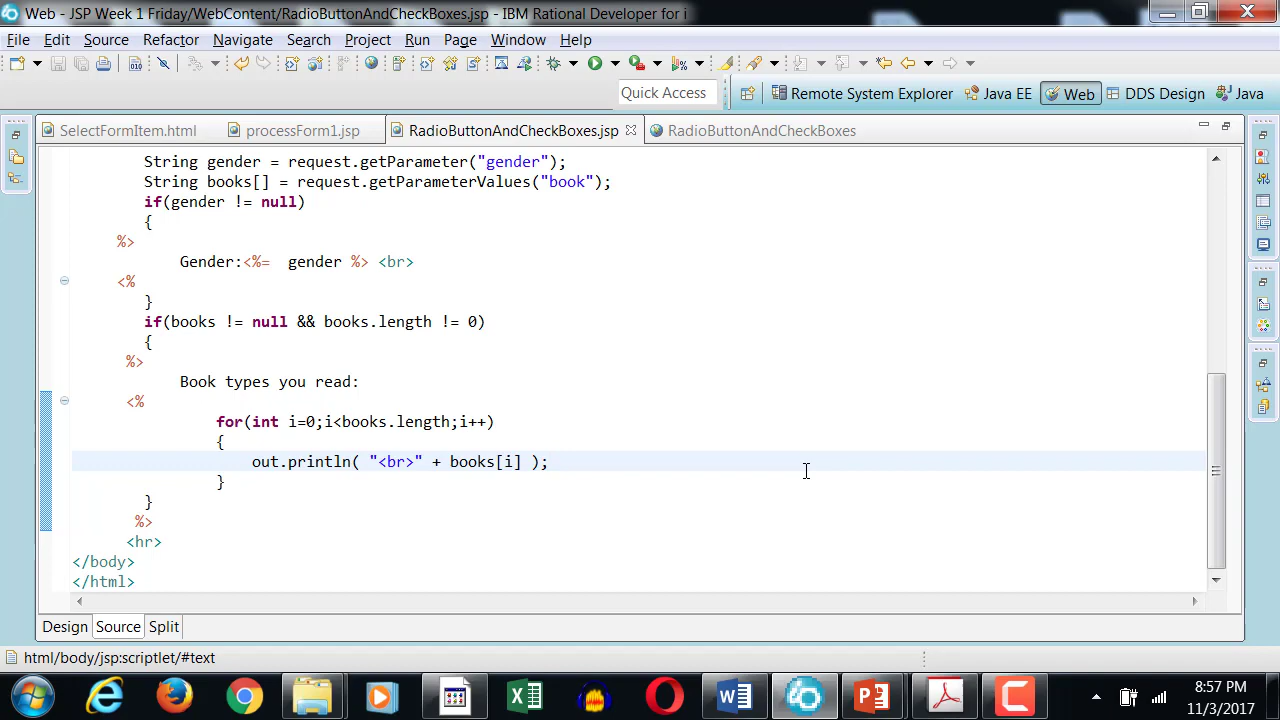 Web - JSP Week 1 Friday/WebContent/RadioButtonAndCheckBoxes.jsp - IBM Rational Developer for i
File Edit Source Refactor Navigate Search Project Run Page Window Help
Quick Access Remote System Explorer Java EE Web DDS Design Java
SelectFormItem.html processForm1.jsp RadioButtonAndCheckBoxes.jsp RadioButtonAndCheckBoxes
String gender = request.getParameter("gender");
String books[] = request.getParameterValues("book");
if(gender != null)
{
%>
Gender:<%=  gender %> <br>
<%
}
if(books != null && books.length != 0)
{
%>
Book types you read:
<%
for(int i=0;i<books.length;i++)
{
out.println( "<br>" + books[i] );
}
}
%>
<hr>
</body>
</html>
Design Source Split
html/body/jsp:scriptlet/#text
8:57 PM
11/3/2017